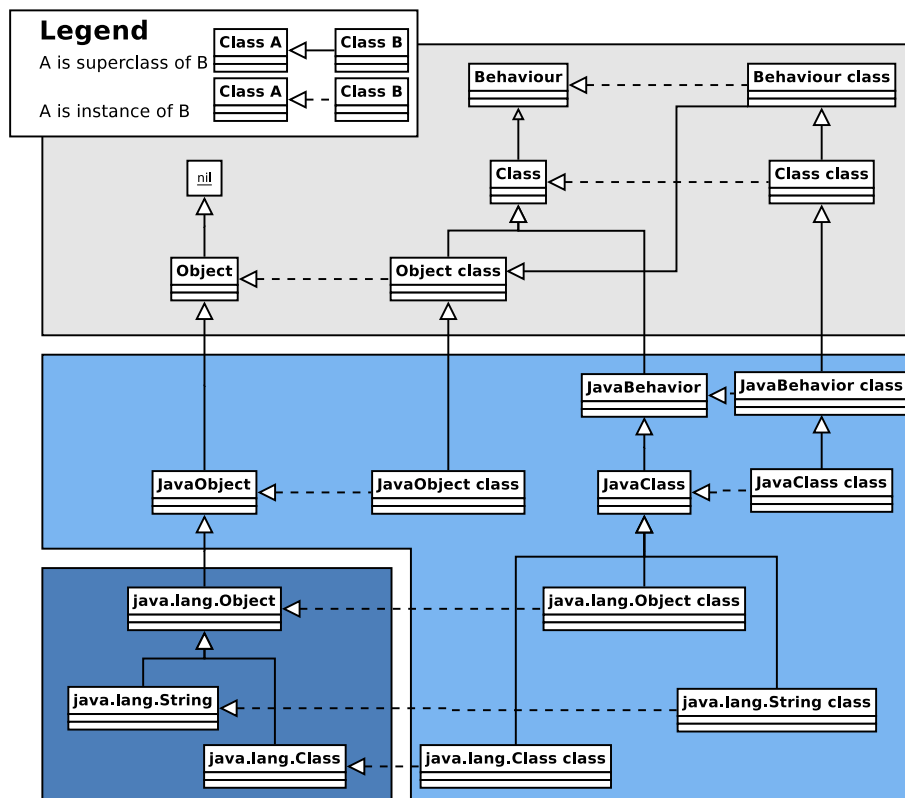 Legend
A is superclass of B
Class A
Class B
A is instance of B
Class A
Class B
Behaviour
Behaviour class
nil
Class
Class class
Object
Object class
JavaBehavior
JavaBehavior class
JavaObject
JavaObject class
JavaClass
JavaClass class
java.lang.Object
java.lang.Object class
java.lang.String
java.lang.String class
java.lang.Class
java.lang.Class class